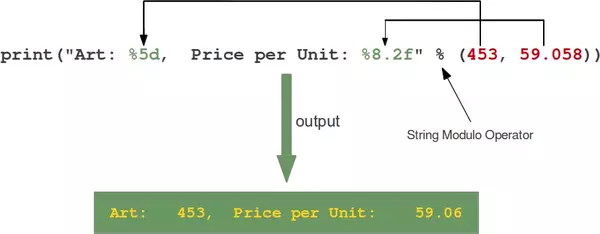 print("Art: %5d,  Price per Unit: %8.2f" % (453, 59.058))
output
String Modulo Operator
Art:   453,  Price per Unit:    59.06